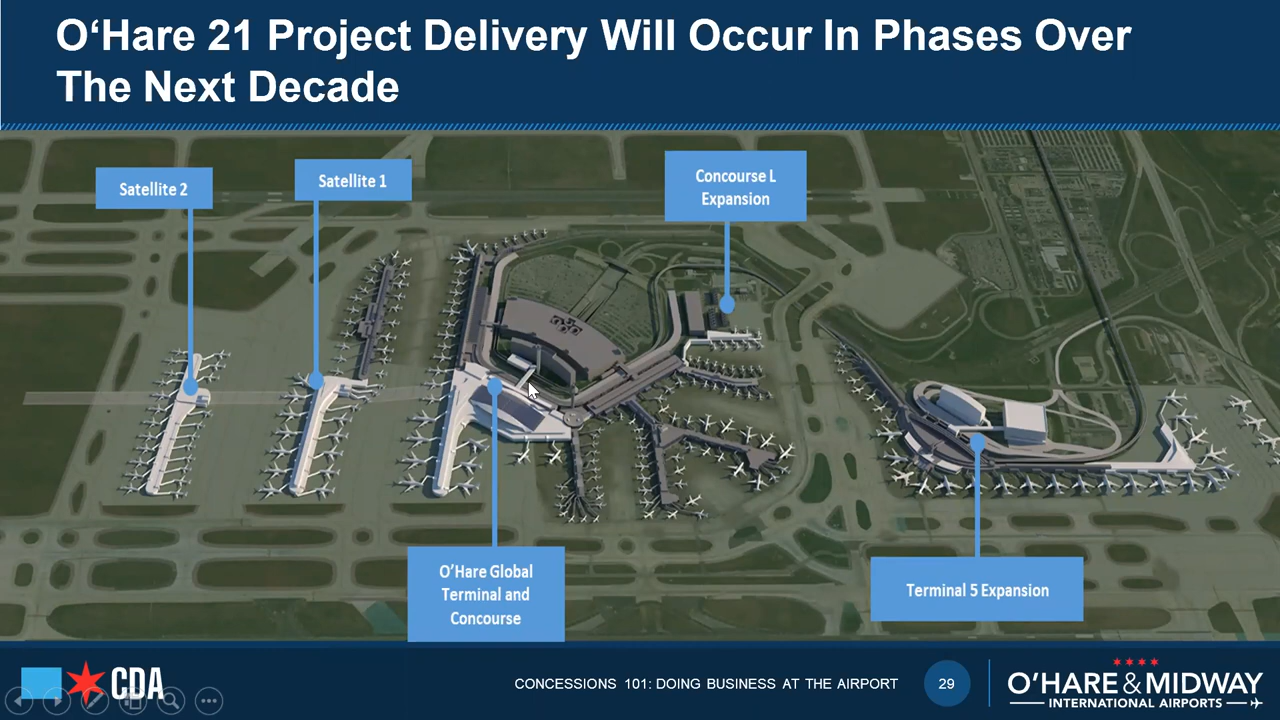 O‘Hare 21 Project Delivery Will Occur In Phases Over
The Next Decade
Satellite 2
Satellite 1
Concourse L
Expansion
O’Hare Global
Terminal and
Concourse
Terminal 5 Expansion
CDA
CONCESSIONS 101: DOING BUSINESS AT THE AIRPORT
29
O’HARE & MIDWAY
INTERNATIONAL AIRPORTS